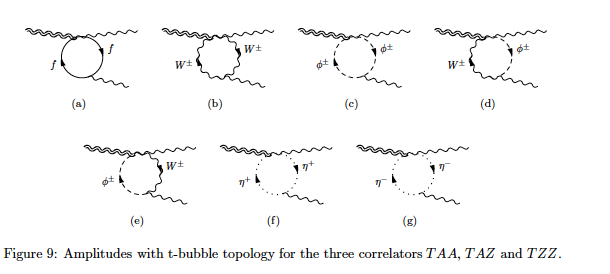 f f
W± W±
ϕ± ϕ±
W± ϕ±
(a) (b) (c) (d)
ϕ± W±
η+ η+
η− η−
(e) (f) (g)
Figure 9: Amplitudes with t-bubble topology for the three correlators TAA, TAZ and TZZ.